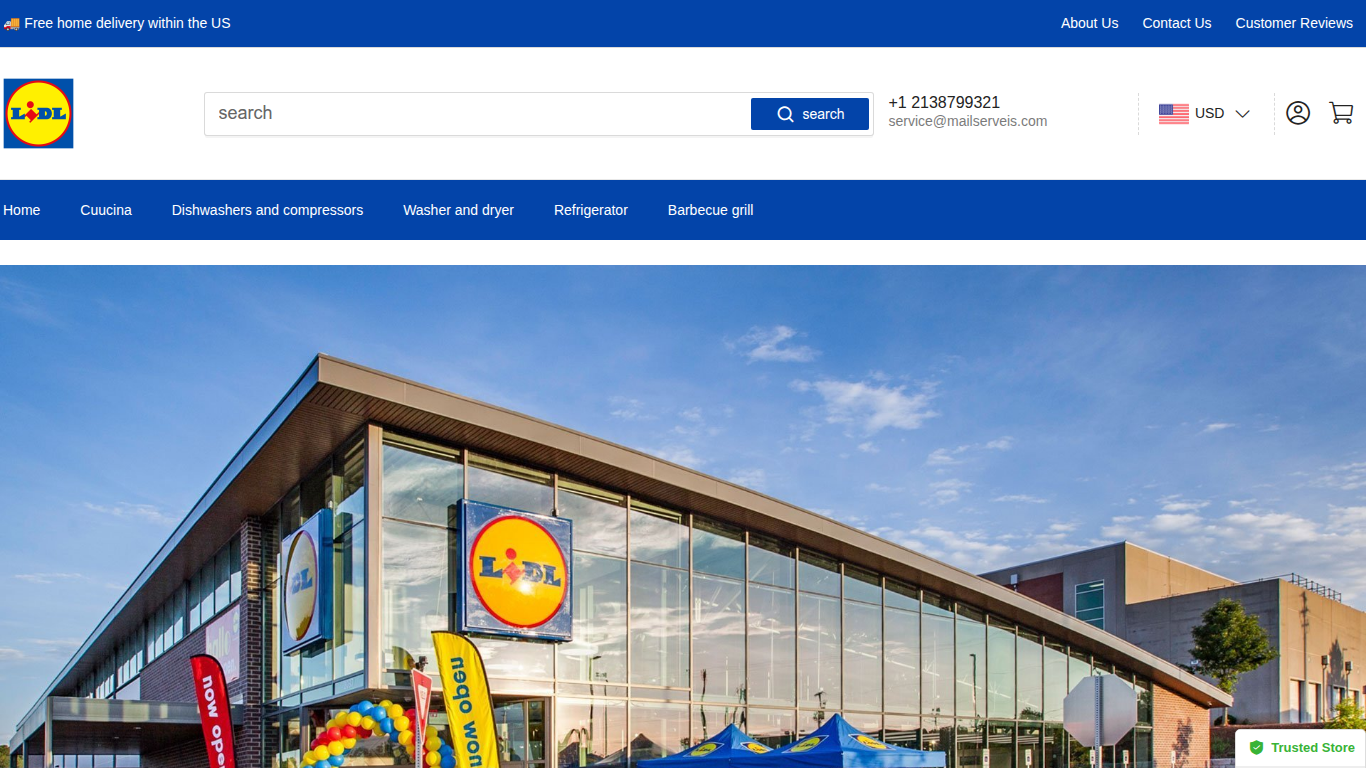 🚚 Free home delivery within the US
About Us
Contact Us
Customer Reviews
LIDL
search
search
+1 2138799321
service@mailserveis.com
USD
Home
Cuucina
Dishwashers and compressors
Washer and dryer
Refrigerator
Barbecue grill
LIDL
DL
now open
now open
Trusted Store